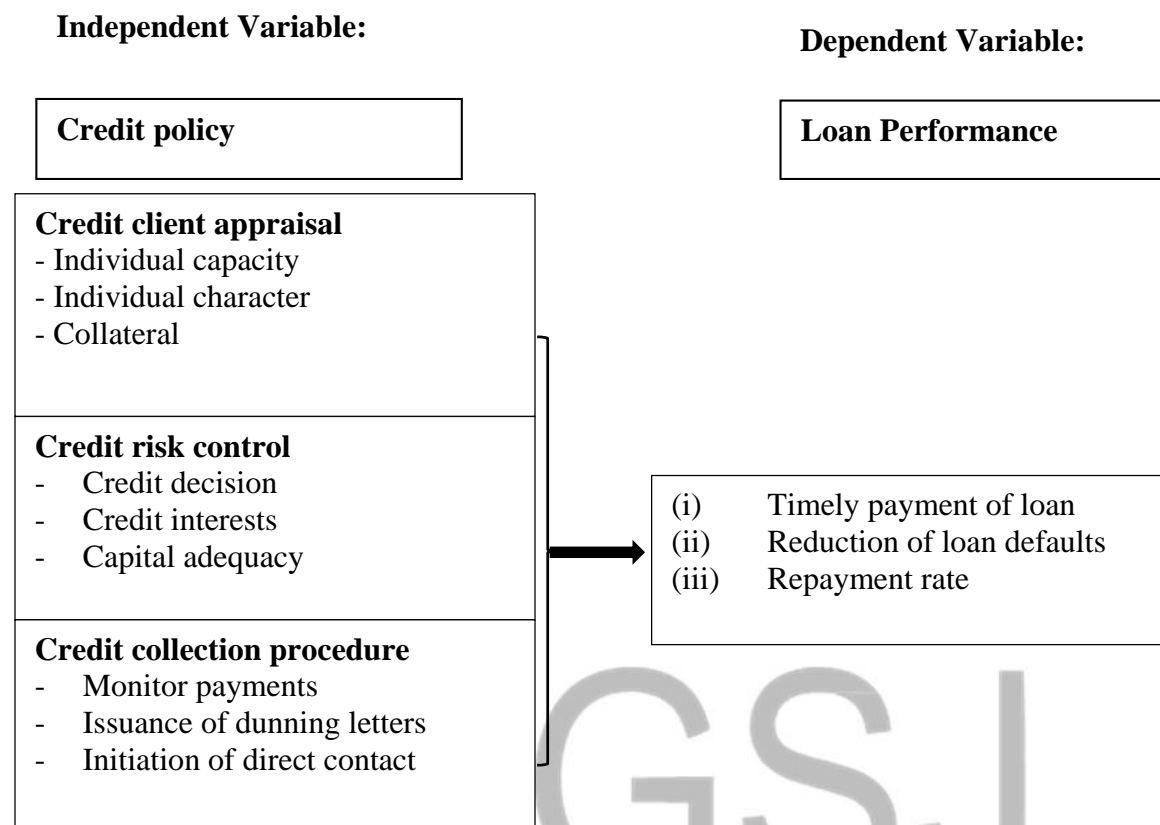 Independent Variable:
Dependent Variable:
Credit policy
Loan Performance
Credit client appraisal
- Individual capacity
- Individual character
- Collateral
Credit risk control
- Credit decision
- Credit interests
- Capital adequacy
Credit collection procedure
- Monitor payments
- Issuance of dunning letters
- Initiation of direct contact
(i) Timely payment of loan
(ii) Reduction of loan defaults
(iii) Repayment rate
GSJ